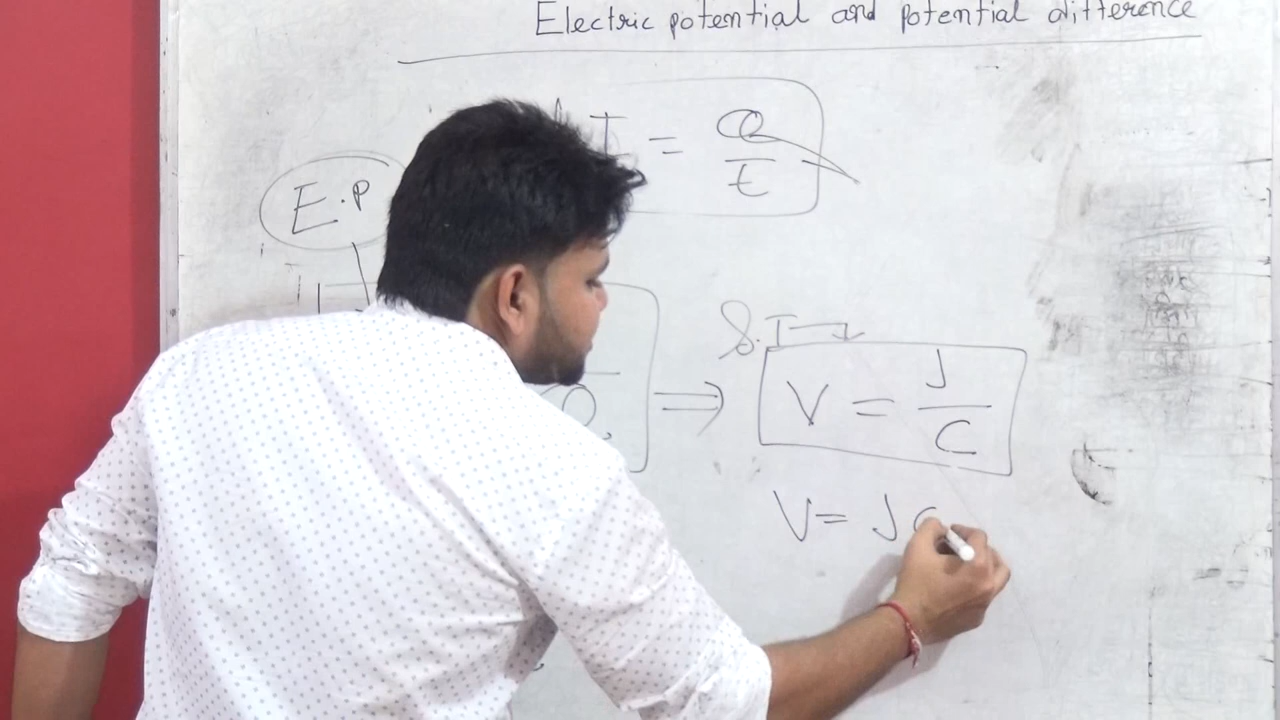 Electric potential and potential difference
I = Q/t
E.P
S.I
V = J/C
V = J C